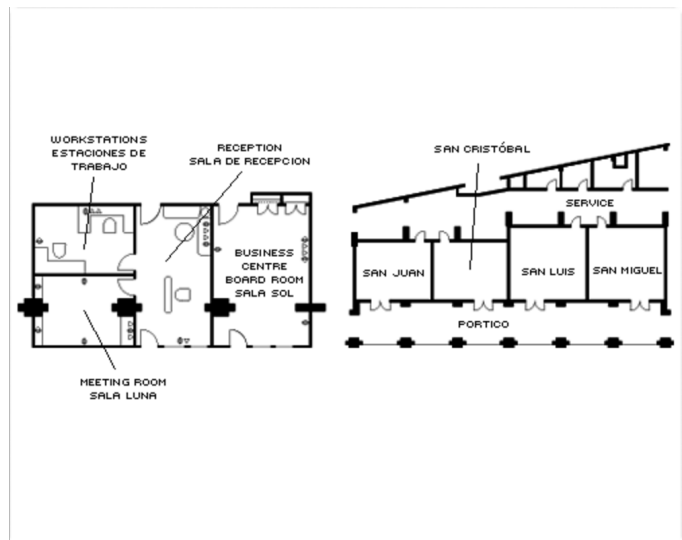 WORKSTATIONS
ESTACIONES DE
TRABAJO
RECEPTION
SALA DE RECEPCION
BUSINESS
CENTRE
BOARD ROOM
SALA SOL
MEETING ROOM
SALA LUNA
SAN CRISTÓBAL
SERVICE
SAN JUAN
SAN LUIS
SAN MIGUEL
PORTICO